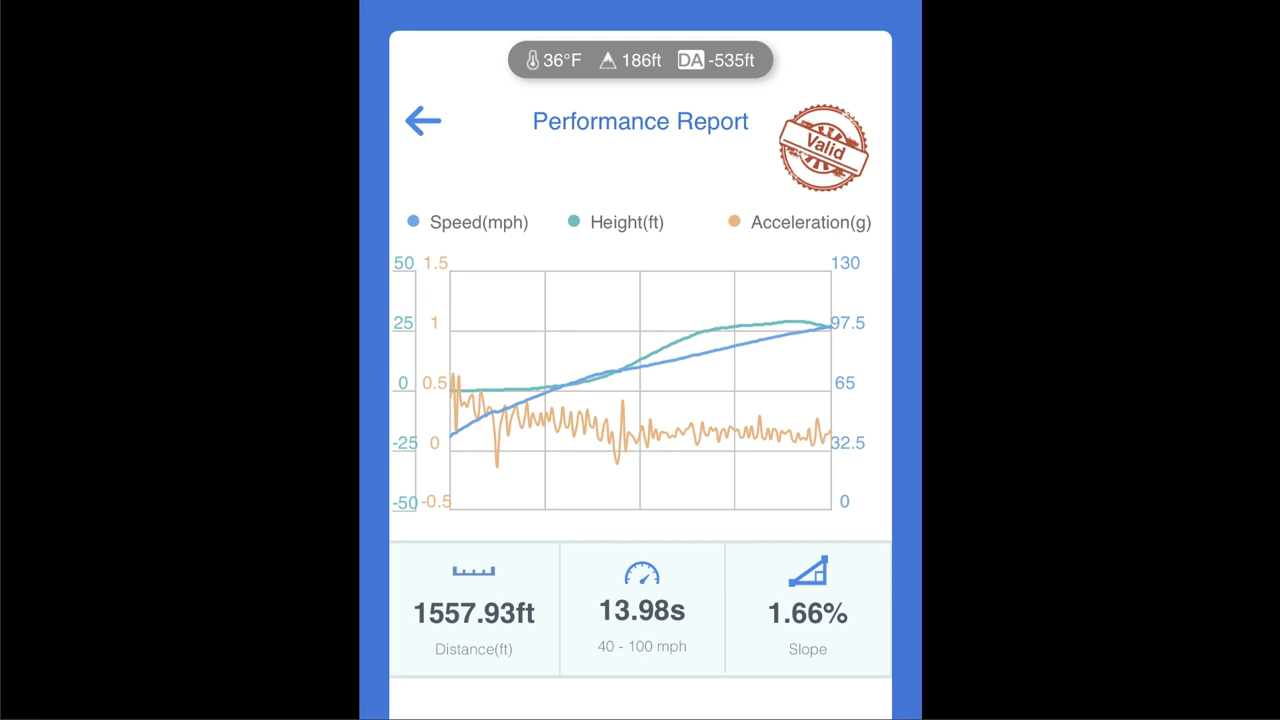 36°F 186ft DA -535ft
Performance Report
Valid
Speed(mph) Height(ft) Acceleration(g)
50 1.5 130
25 1 97.5
0 0.5 65
-25 0 32.5
-50 -0.5 0
1557.93ft 13.98s 1.66%
Distance(ft) 40 - 100 mph Slope